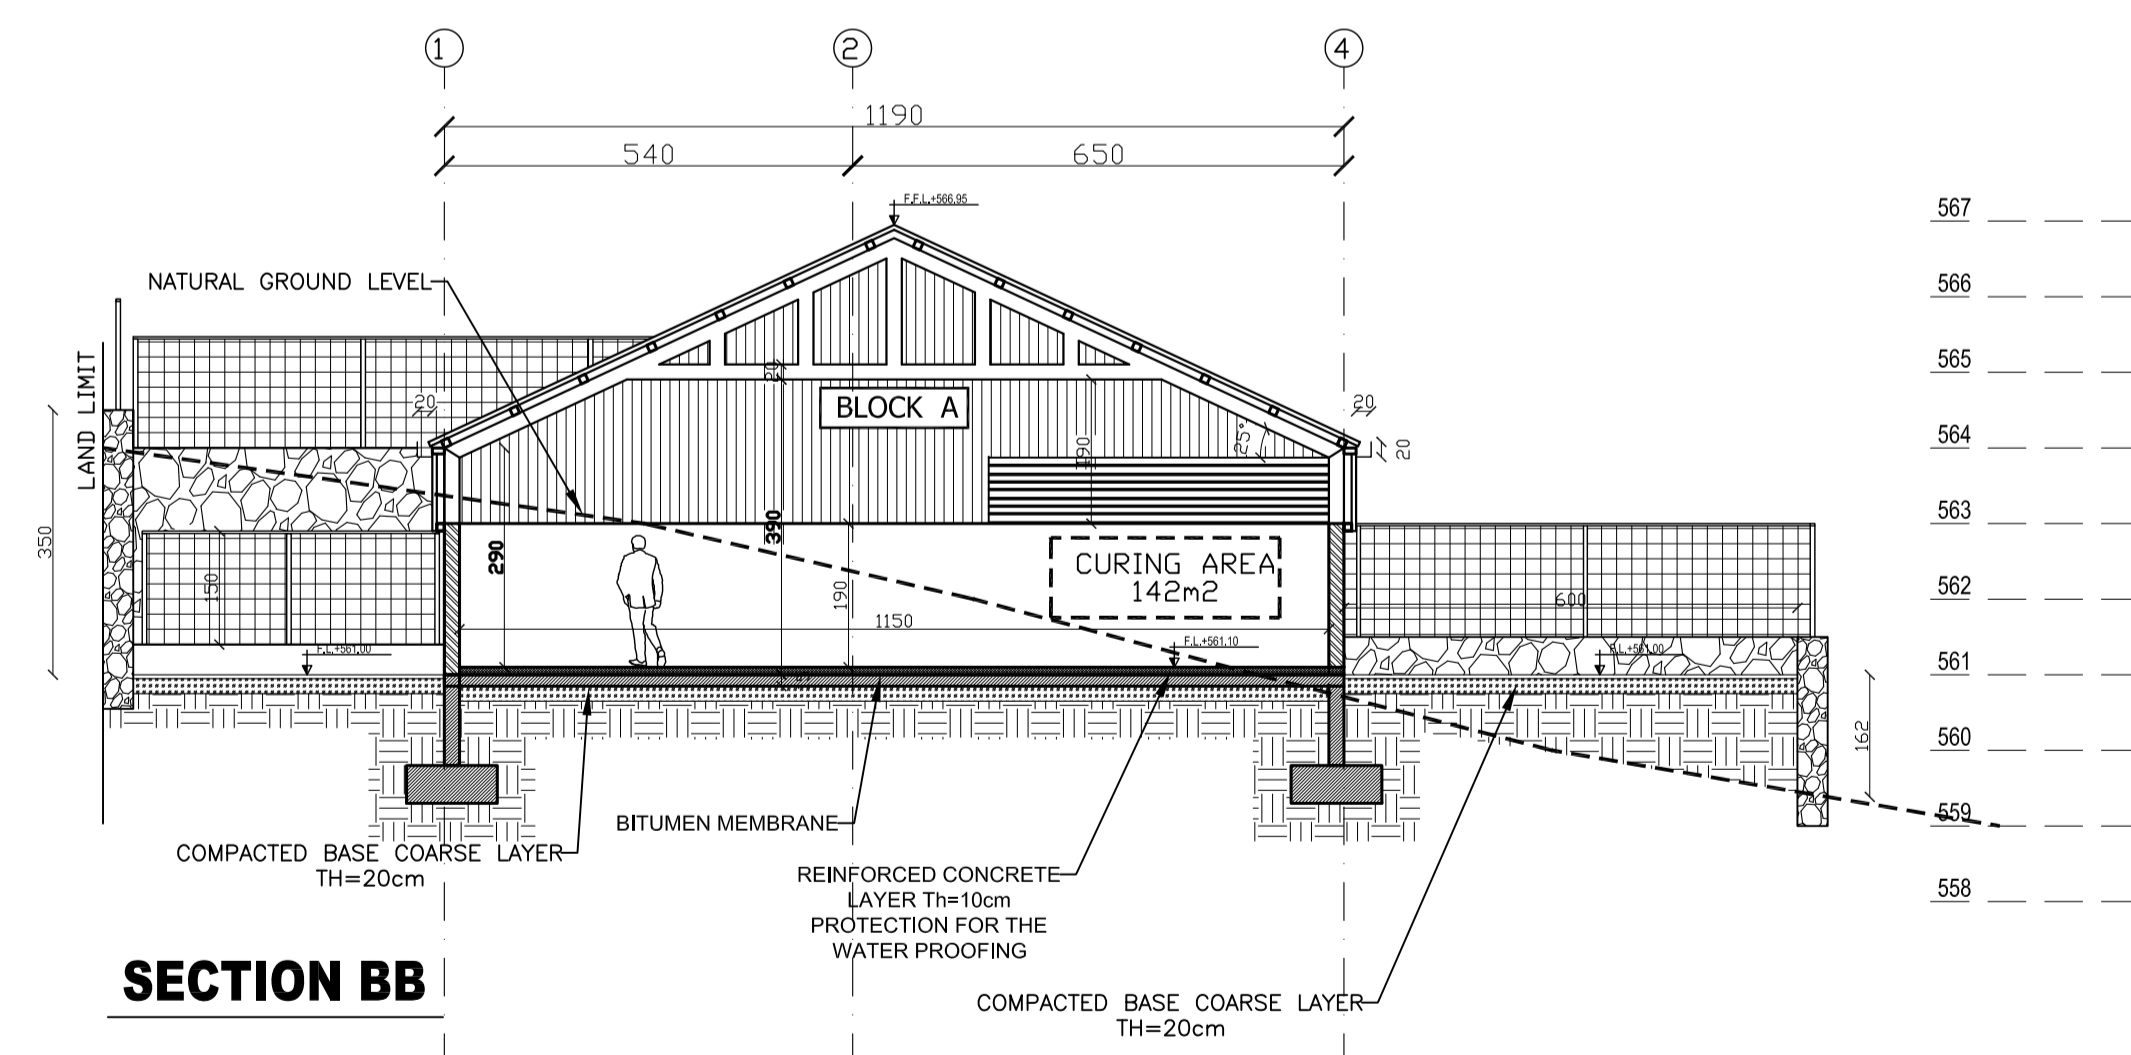 1
2
4
1190
540
650
F.F.L.+566.95
567
NATURAL GROUND LEVEL
566
LAND LIMIT
565
20
20
BLOCK A
20
25°
190
20
564
563
350
290
390
190
150
CURING AREA
142m2
562
600
1150
F.L.+561.00
F.L.+561.10
F.L.+561.00
561
162
560
559
BITUMEN MEMBRANE
COMPACTED BASE COARSE LAYER
TH=20cm
REINFORCED CONCRETE
LAYER Th=10cm
PROTECTION FOR THE
WATER PROOFING
558
SECTION BB
COMPACTED BASE COARSE LAYER
TH=20cm